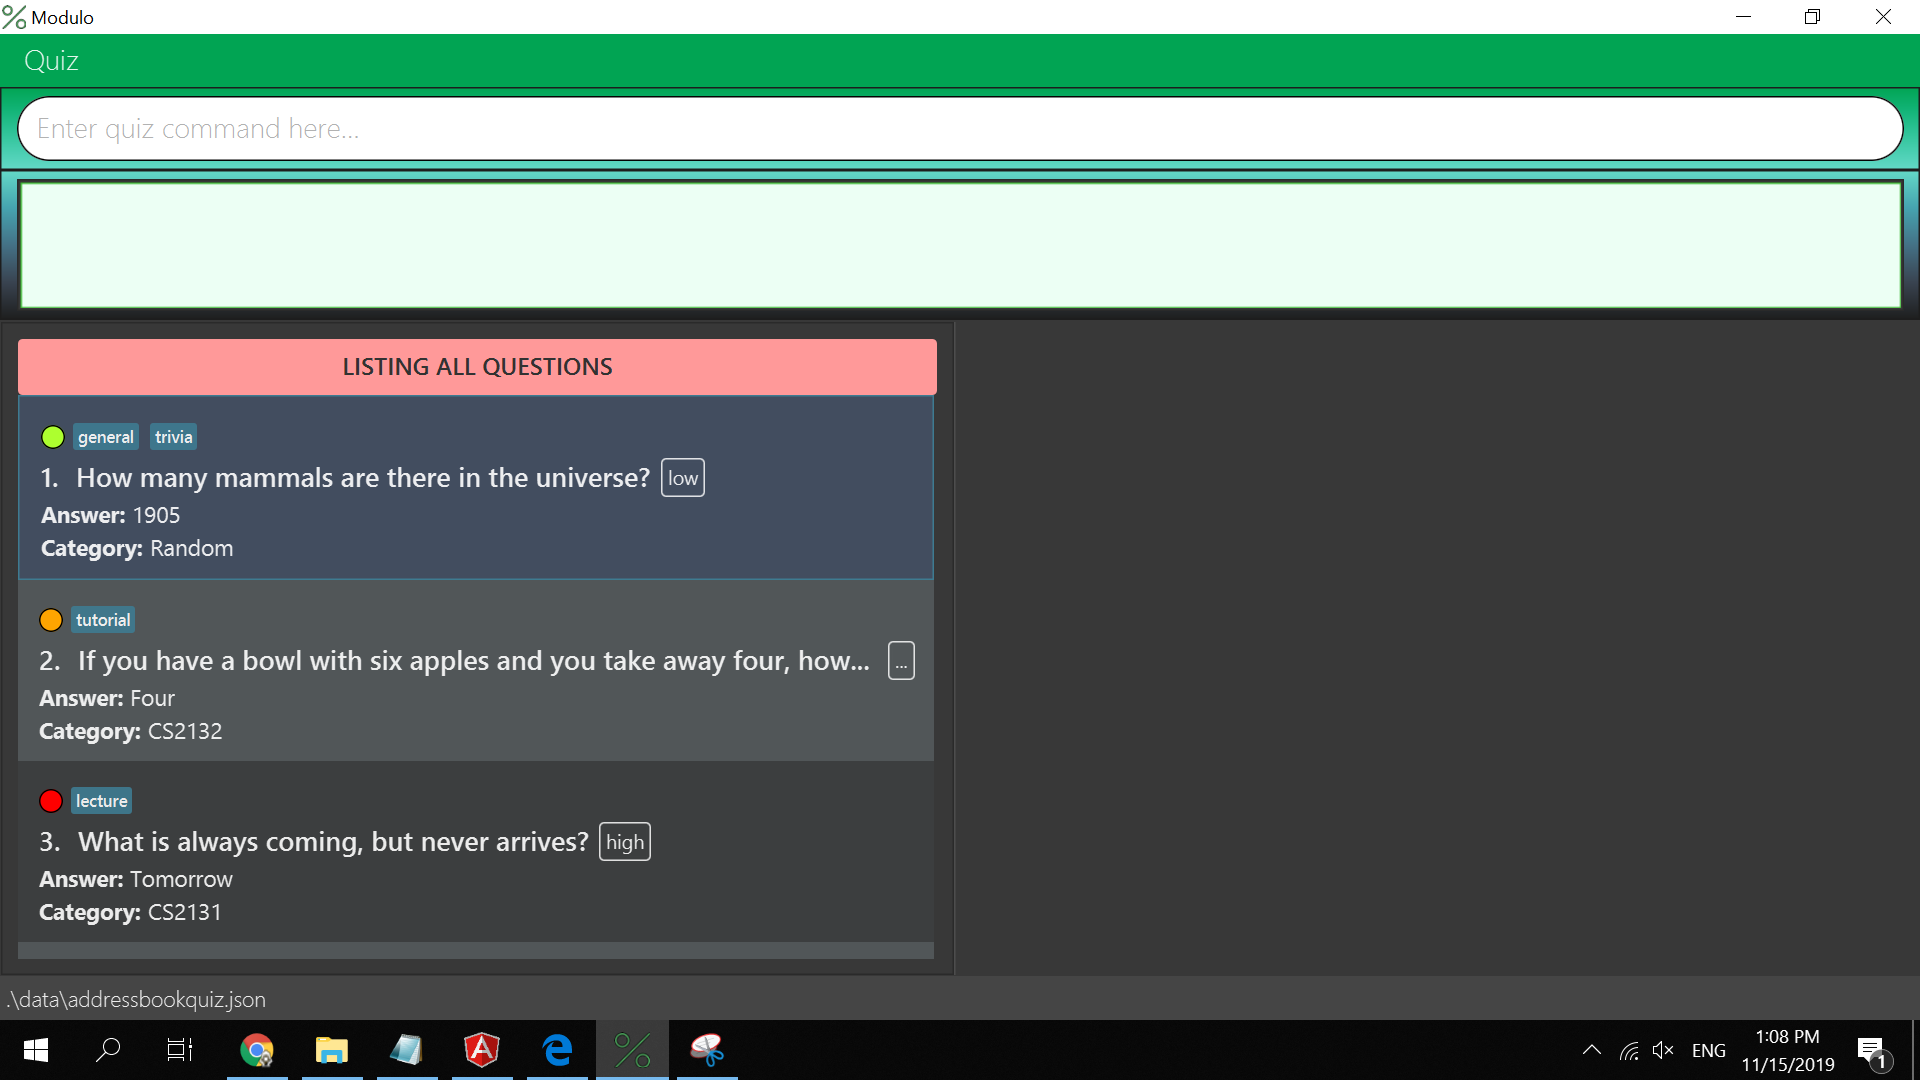 Modulo
Quiz
Enter quiz command here...
LISTING ALL QUESTIONS
general trivia
1. How many mammals are there in the universe? low
Answer: 1905
Category: Random
tutorial
2. If you have a bowl with six apples and you take away four, how... ...
Answer: Four
Category: CS2132
lecture
3. What is always coming, but never arrives? high
Answer: Tomorrow
Category: CS2131
.\data\addressbookquiz.json
ENG
1:08 PM
11/15/2019
1